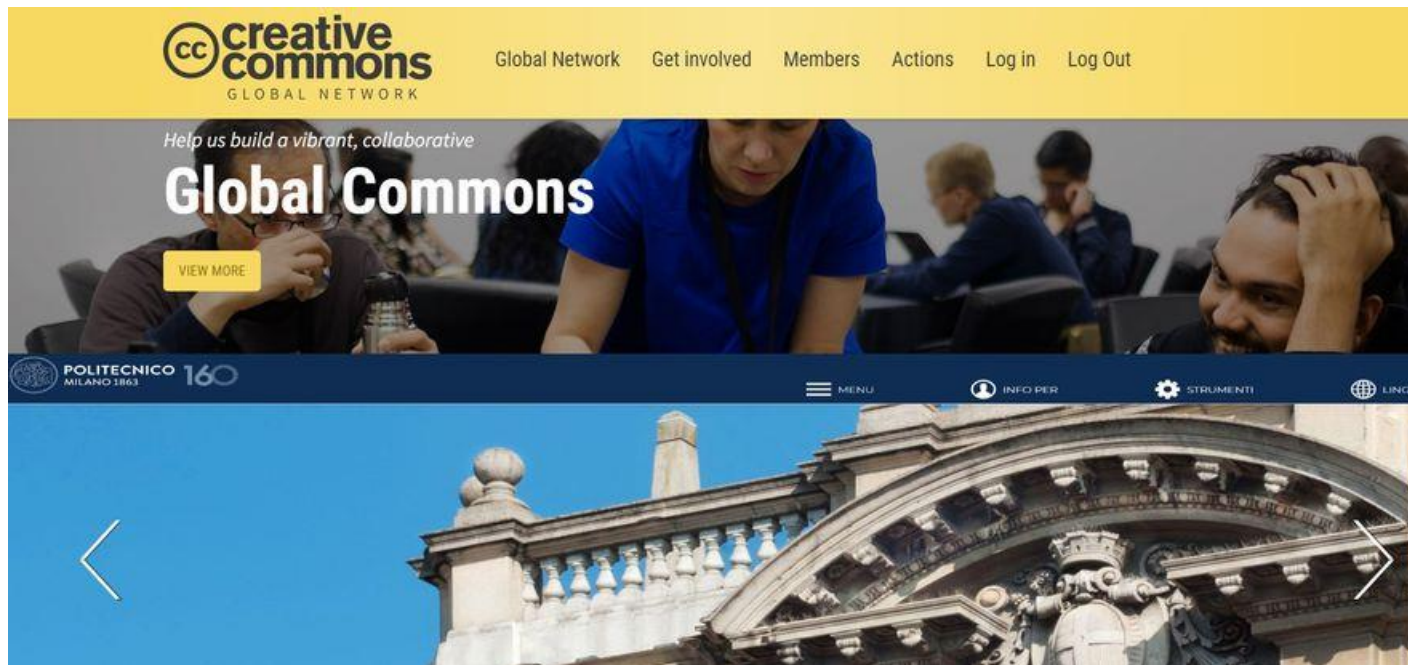 cc creative
commons
GLOBAL NETWORK
Global Network Get involved Members Actions Log in Log Out
Help us build a vibrant, collaborative
Global Commons
VIEW MORE
POLITECNICO
MILANO 1863
160
MENU INFO PER STRUMENTI